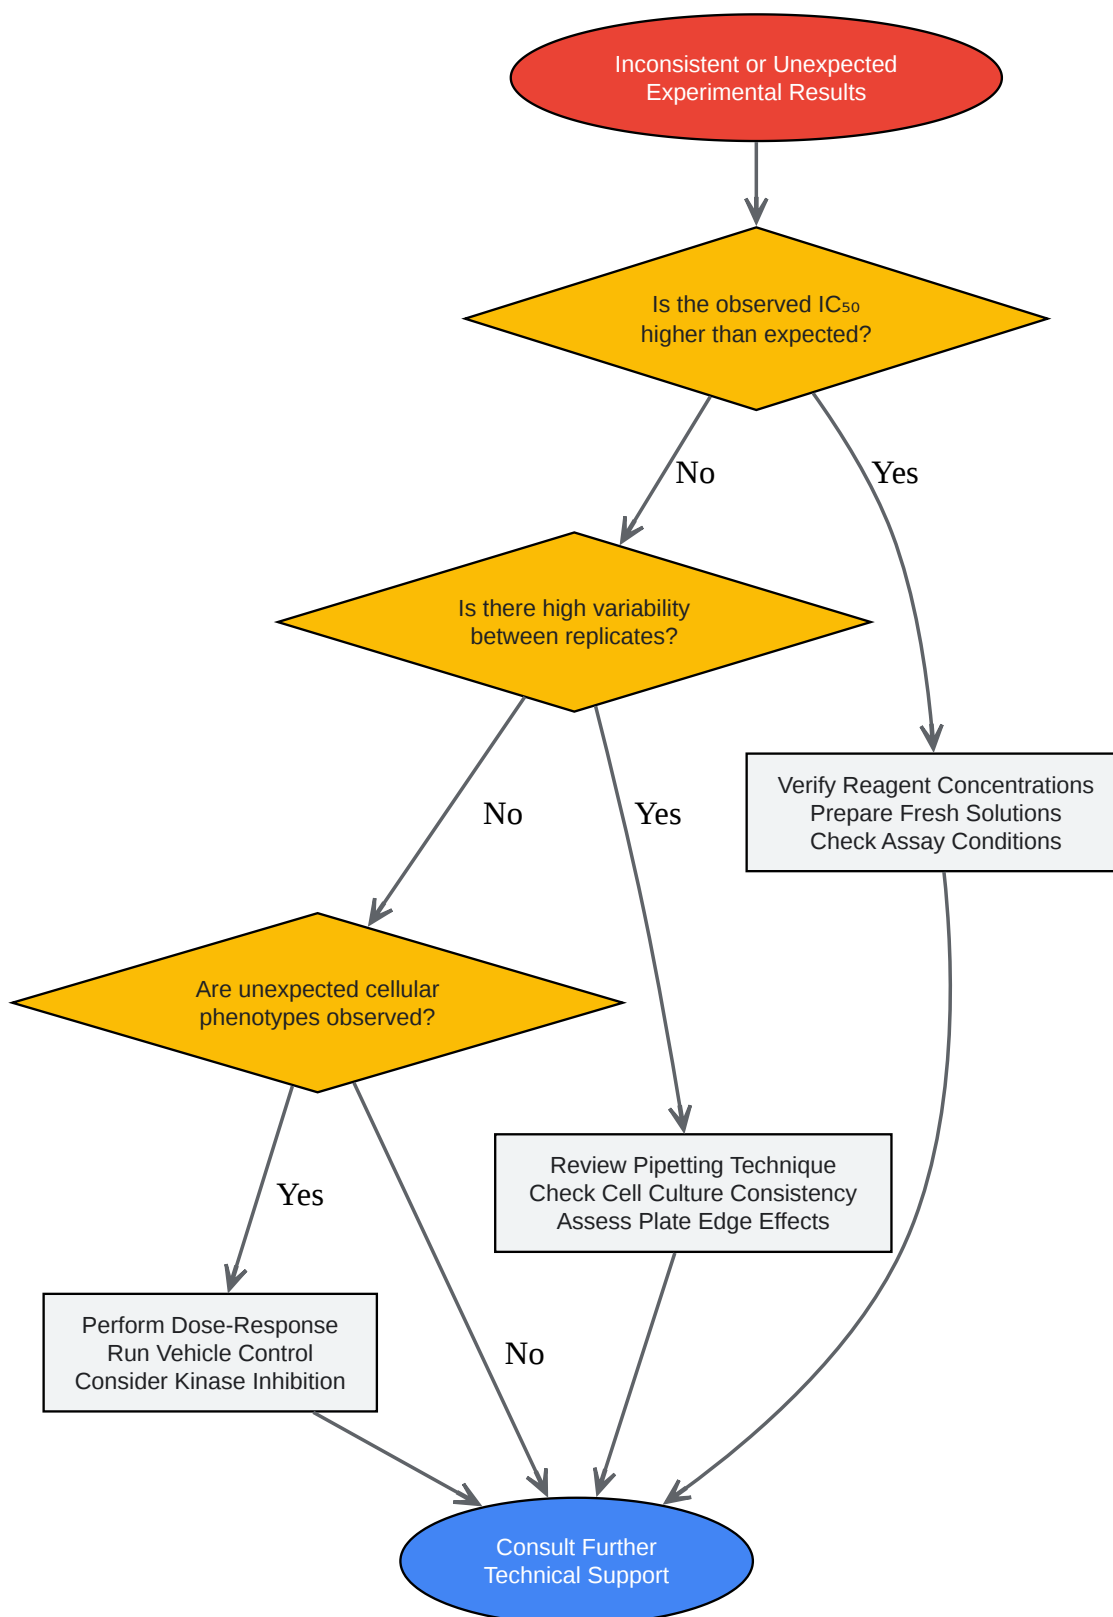 Inconsistent or Unexpected
Experimental Results
Is the observed IC₅₀
higher than expected?
No
Yes
Is there high variability
between replicates?
No
Yes
Verify Reagent Concentrations
Prepare Fresh Solutions
Check Assay Conditions
Are unexpected cellular
phenotypes observed?
Yes
No
Review Pipetting Technique
Check Cell Culture Consistency
Assess Plate Edge Effects
Perform Dose-Response
Run Vehicle Control
Consider Kinase Inhibition
Consult Further
Technical Support